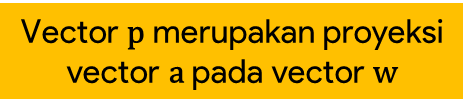 Vector p merupakan proyeksi
vector a pada vector w